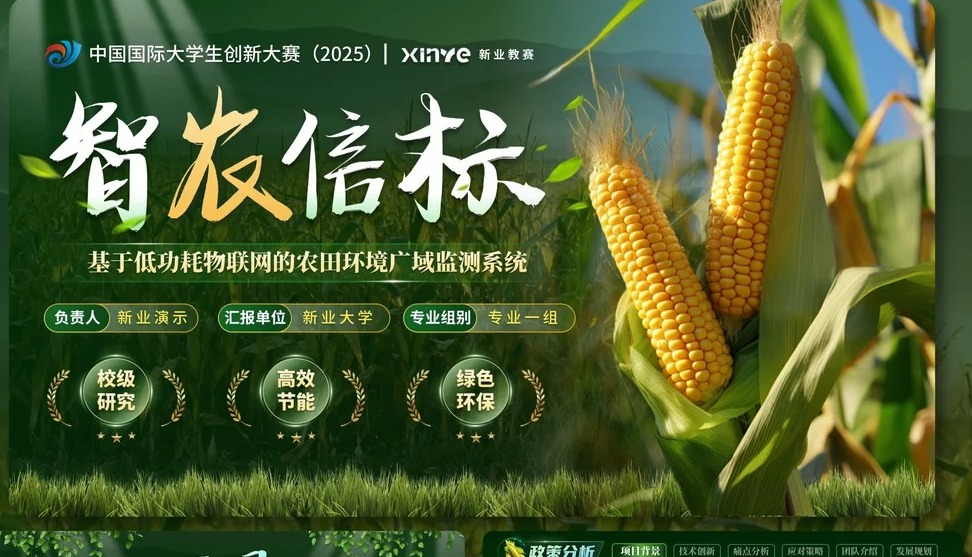 中国国际大学生创新大赛（2025）| xinye 新业教赛
智农信标
基于低功耗物联网的农田环境广域监测系统
负责人 新业演示 汇报单位 新业大学 专业组别 专业一组
校级
研究
高效
节能
绿色
环保
政策分析 项目背景 技术创新 痛点分析 应对策略 团队介绍 发展规划